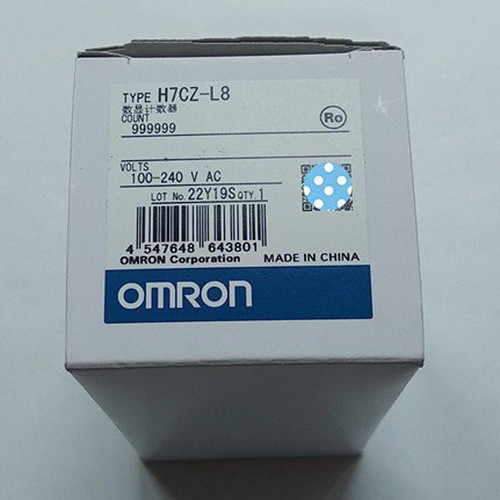 TYPE H7CZ-L8
数显计数器
COUNT
999999
Ro
VOLTS
100-240 V AC
LOT No. 22Y19S QTY. 1
4 547648 643801
OMRON Corporation MADE IN CHINA
OMRON